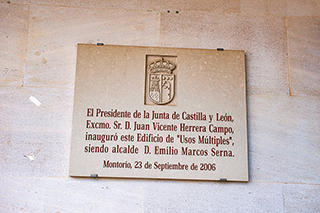 El Presidente de la Junta de Castilla y León,
Excmo. Sr. D. Juan Vicente Herrera Campo,
inauguró este Edificio de "Usos Múltiples",
siendo alcalde D. Emilio Marcos Serna.
Montorio, 23 de Septiembre de 2006